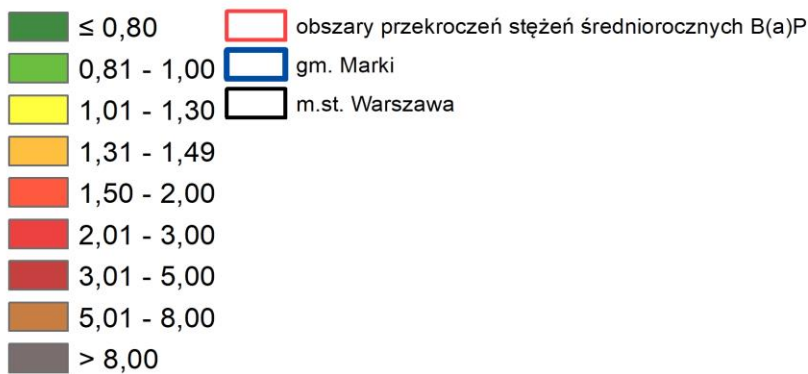 ≤ 0,80
0,81 - 1,00
1,01 - 1,30
1,31 - 1,49
1,50 - 2,00
2,01 - 3,00
3,01 - 5,00
5,01 - 8,00
> 8,00
obszary przekroczeń stężeń średniorocznych B(a)P
gm. Marki
m.st. Warszawa